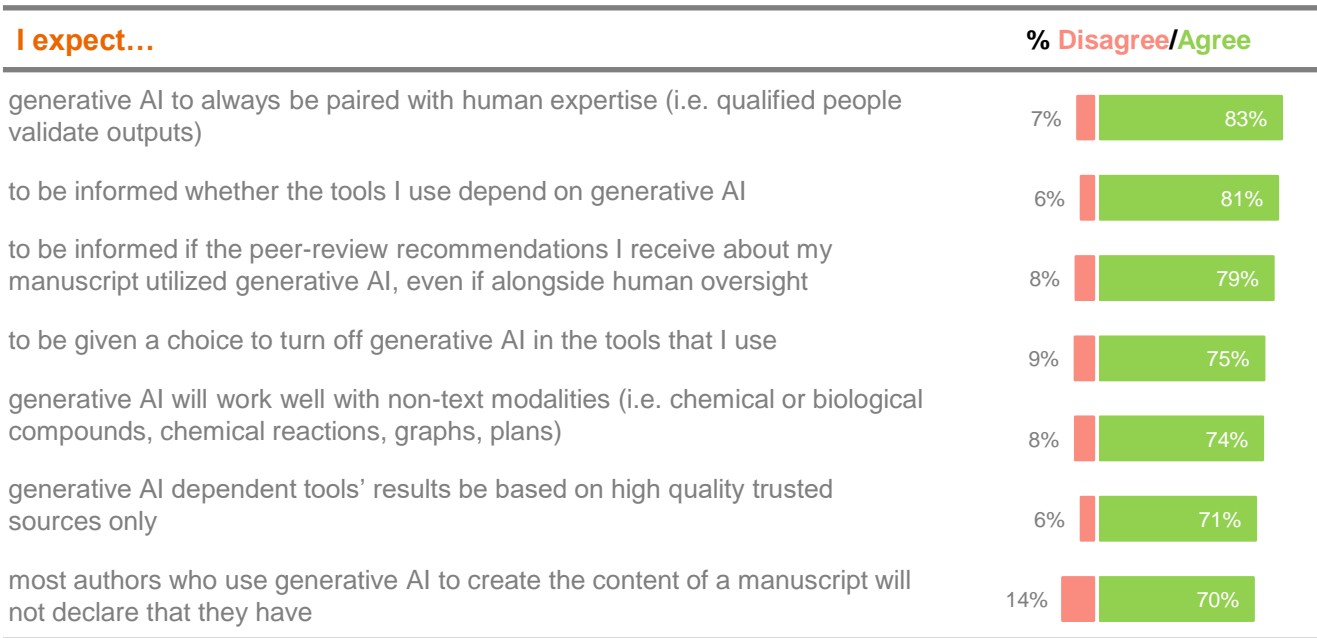 I expect… % Disagree/Agree
generative AI to always be paired with human expertise (i.e. qualified people
validate outputs)
7% 83%
to be informed whether the tools I use depend on generative AI
6% 81%
to be informed if the peer-review recommendations I receive about my
manuscript utilized generative AI, even if alongside human oversight
8% 79%
to be given a choice to turn off generative AI in the tools that I use
9% 75%
generative AI will work well with non-text modalities (i.e. chemical or biological
compounds, chemical reactions, graphs, plans)
8% 74%
generative AI dependent tools’ results be based on high quality trusted
sources only
6% 71%
most authors who use generative AI to create the content of a manuscript will
not declare that they have
14% 70%